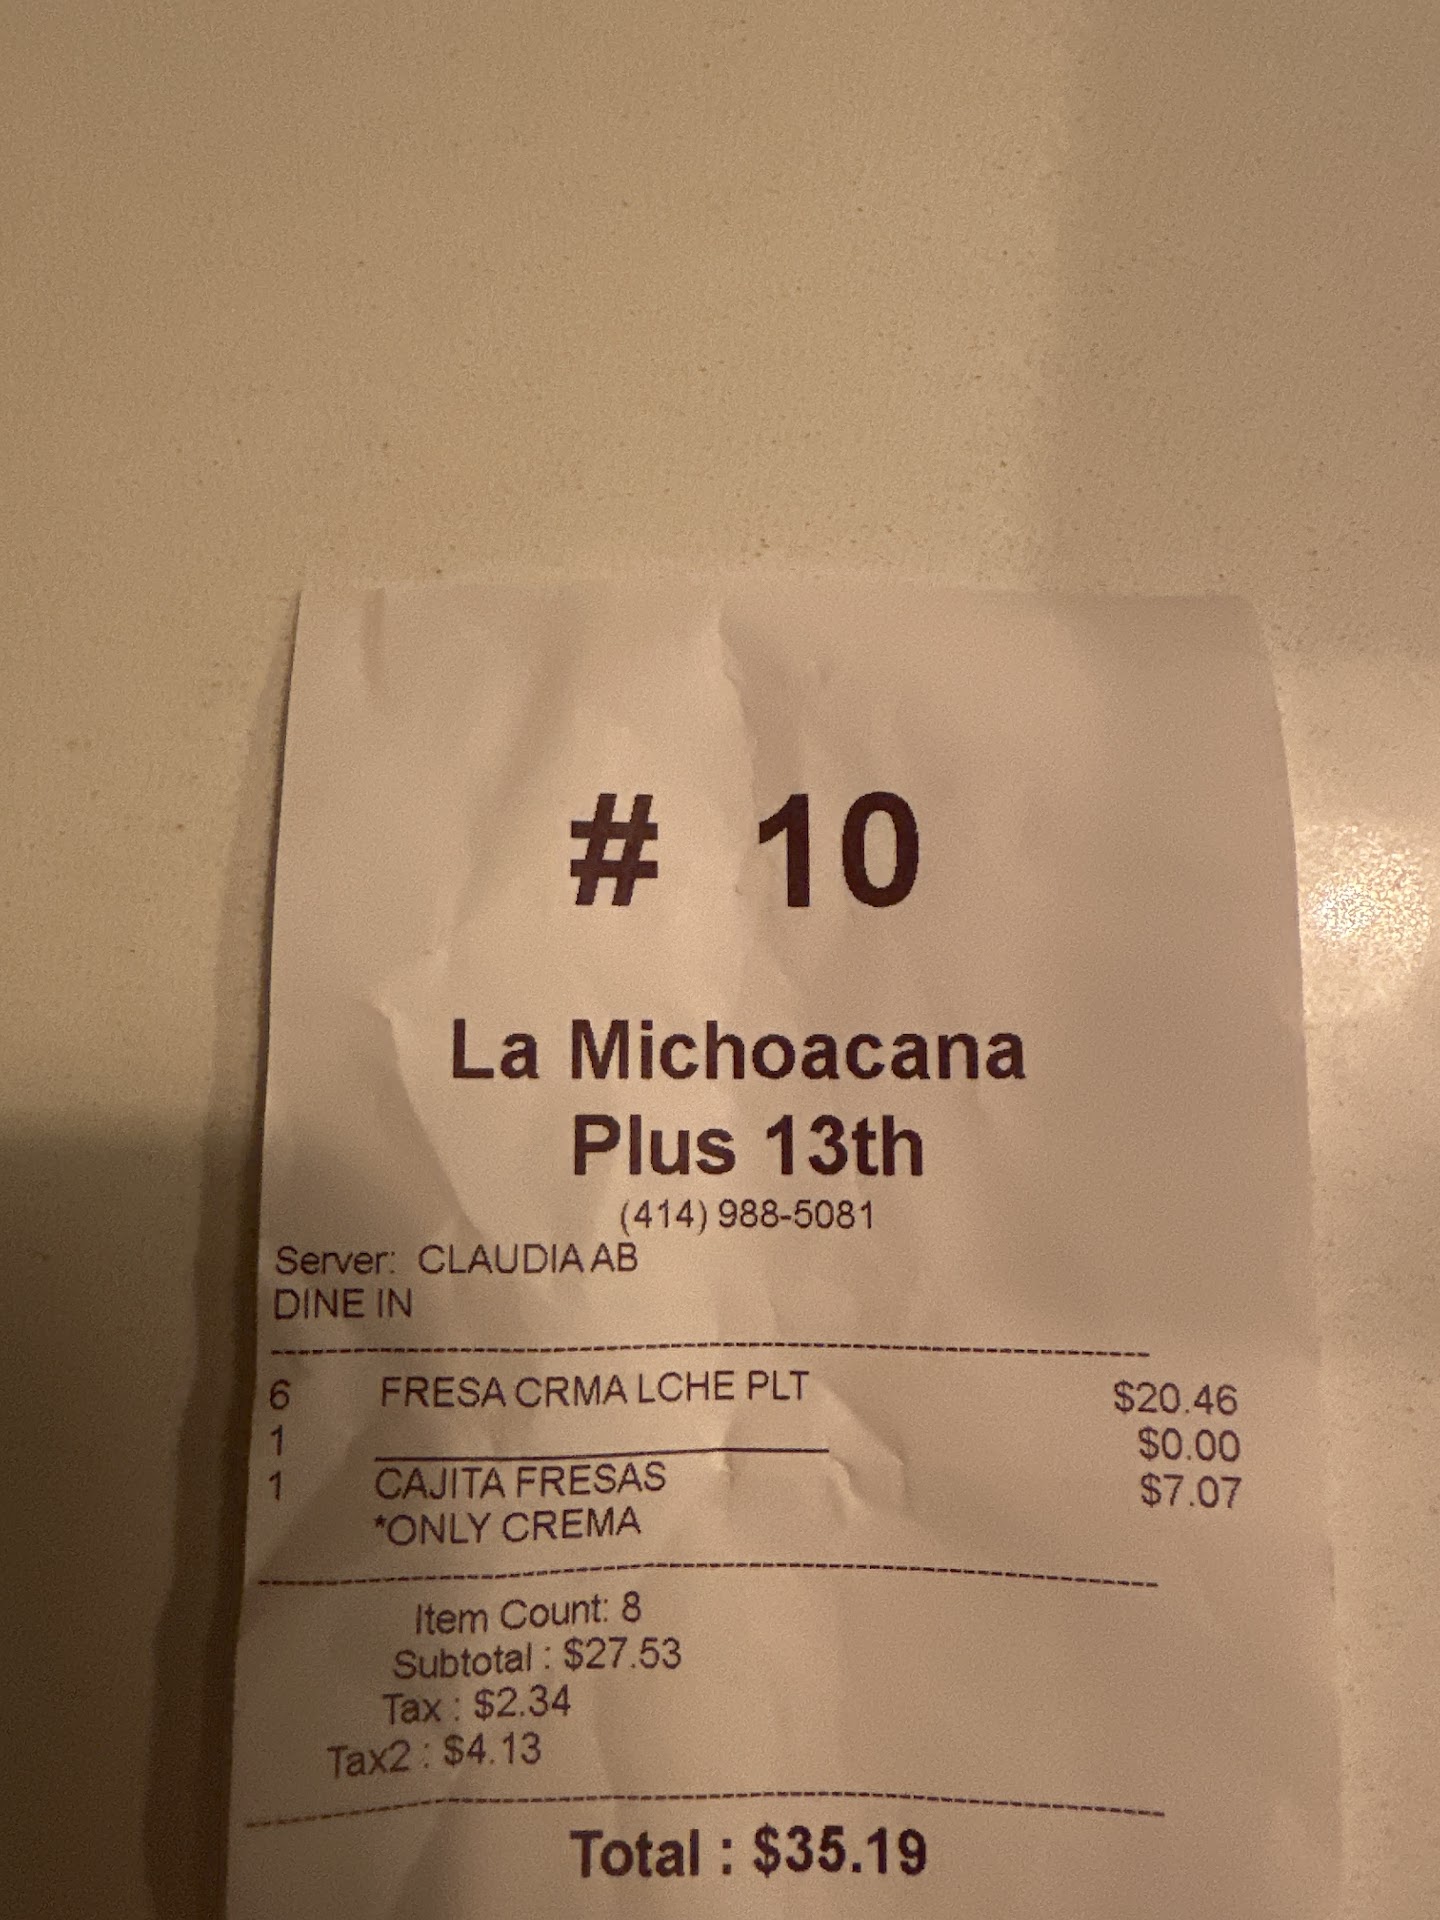 # 10
La Michoacana
Plus 13th
(414) 988-5081
Server: CLAUDIA AB
DINE IN
6 FRESA CRMA LCHE PLT $20.46
1 $0.00
1 CAJITA FRESAS $7.07
*ONLY CREMA
Item Count: 8
Subtotal : $27.53
Tax : $2.34
Tax2 : $4.13
Total : $35.19